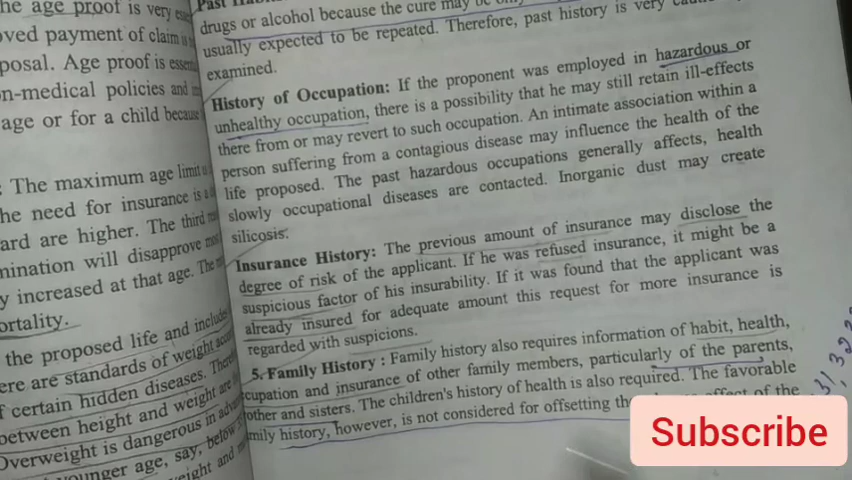 he age proof is very
oved payment of claim
posal. Age proof is
n-medical policies and
age or for a child because
: The maximum age limit
he need for insurance is
ard are higher. The third
mination will disapprove
y increased at that age. The
ortality.
the proposed life and include
ere are standards of weight
f certain hidden diseases.
between height and weight are
Overweight is dangerous in
younger age, say, below
weight and
Past
drugs or alcohol because the cure may be
usually expected to be repeated. Therefore, past history is very
examined.
History of Occupation: If the proponent was employed in hazardous or
unhealthy occupation, there is a possibility that he may still retain ill-effects
there from or may revert to such occupation. An intimate association within a
person suffering from a contagious disease may influence the health of the
life proposed. The past hazardous occupations generally affects, health
slowly occupational diseases are contacted. Inorganic dust may create
silicosis.
Insurance History: The previous amount of insurance may disclose the
degree of risk of the applicant. If he was refused insurance, it might be a
suspicious factor of his insurability. If it was found that the applicant was
already insured for adequate amount this request for more insurance is
regarded with suspicions.
5. Family History : Family history also requires information of habit, health,
cupation and insurance of other family members, particularly of the parents,
other and sisters. The children's history of health is also required. The favorable
mily history, however, is not considered for offsetting the effect of the
Subscribe